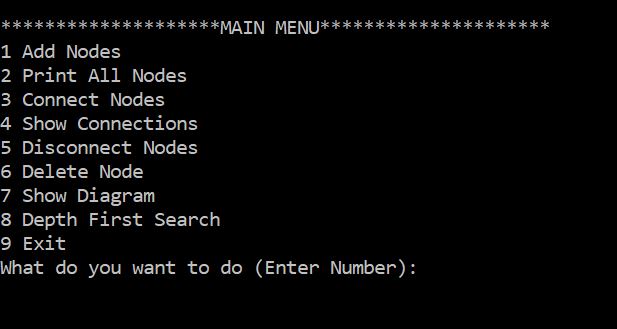 ********************MAIN MENU*********************
1 Add Nodes
2 Print All Nodes
3 Connect Nodes
4 Show Connections
5 Disconnect Nodes
6 Delete Node
7 Show Diagram
8 Depth First Search
9 Exit
What do you want to do (Enter Number):